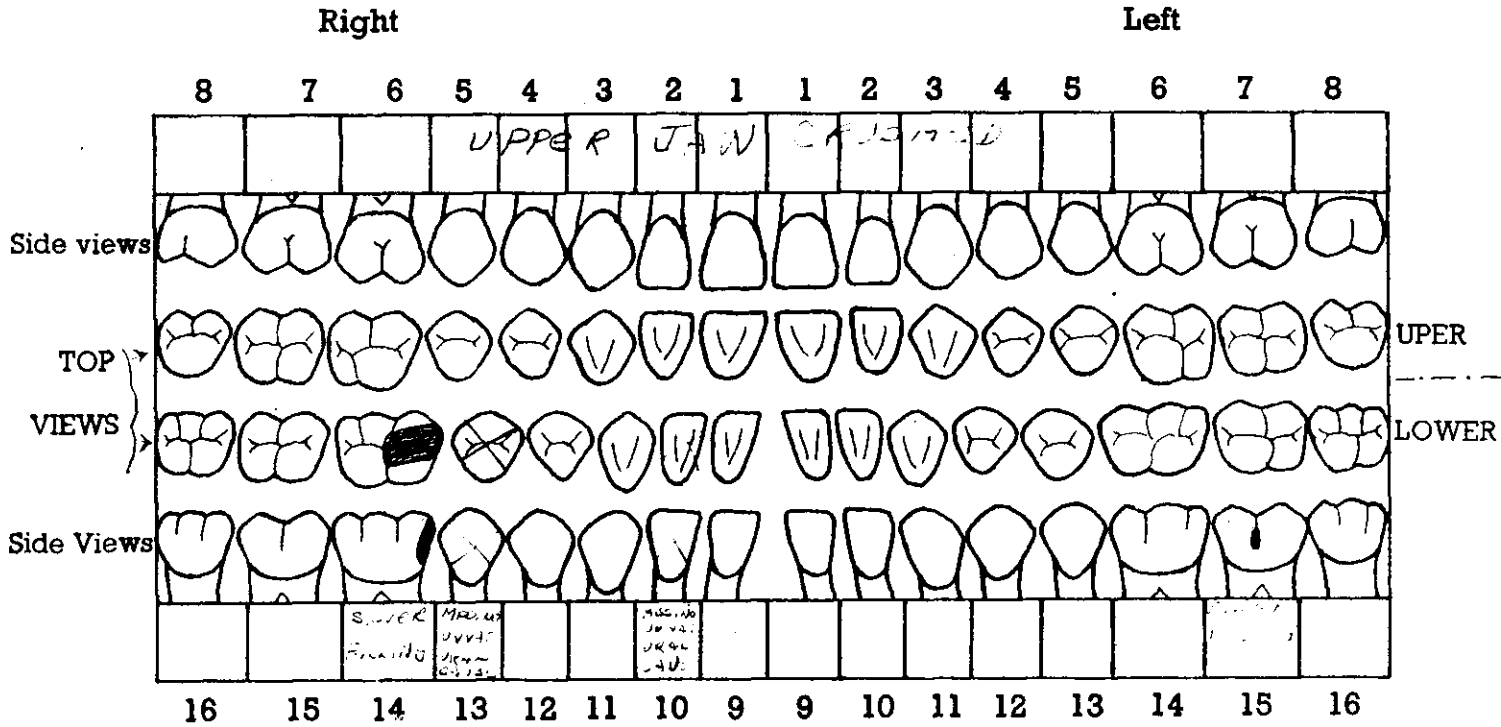 Right Left
8 7 6 5 4 3 2 1 1 2 3 4 5 6 7 8
UPPER JAW
Side views
TOP
UPER
VIEWS
LOWER
Side Views
SILVER
FILLING
MISSING
16 15 14 13 12 11 10 9 9 10 11 12 13 14 15 16